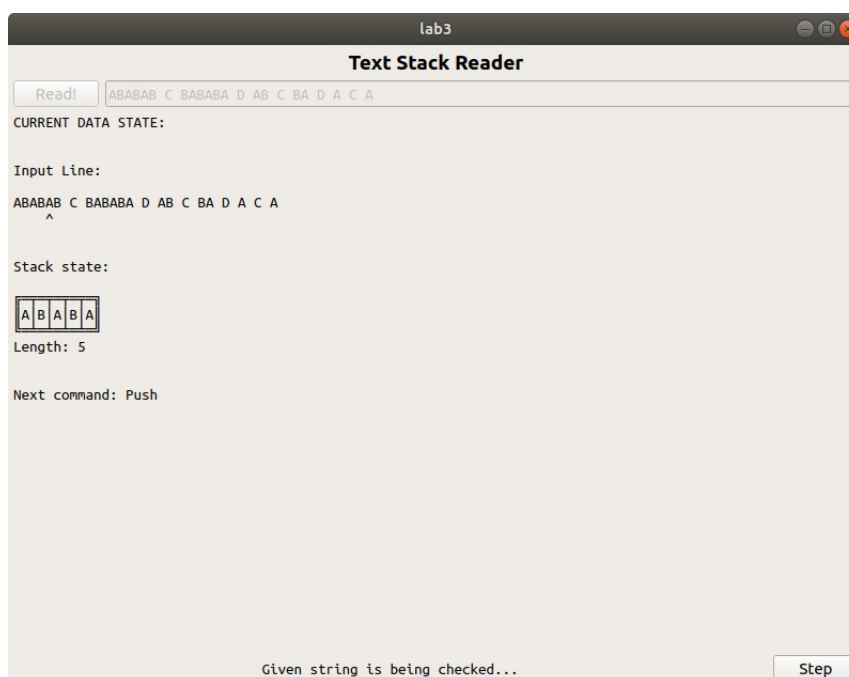 lab3
Text Stack Reader
Read! ABABAB C BABABA D AB C BA D A C A
CURRENT DATA STATE:
Input Line:
ABABAB C BABABA D AB C BA D A C A
^
Stack state:
A B A B A
Length: 5
Next command: Push
Given string is being checked... Step